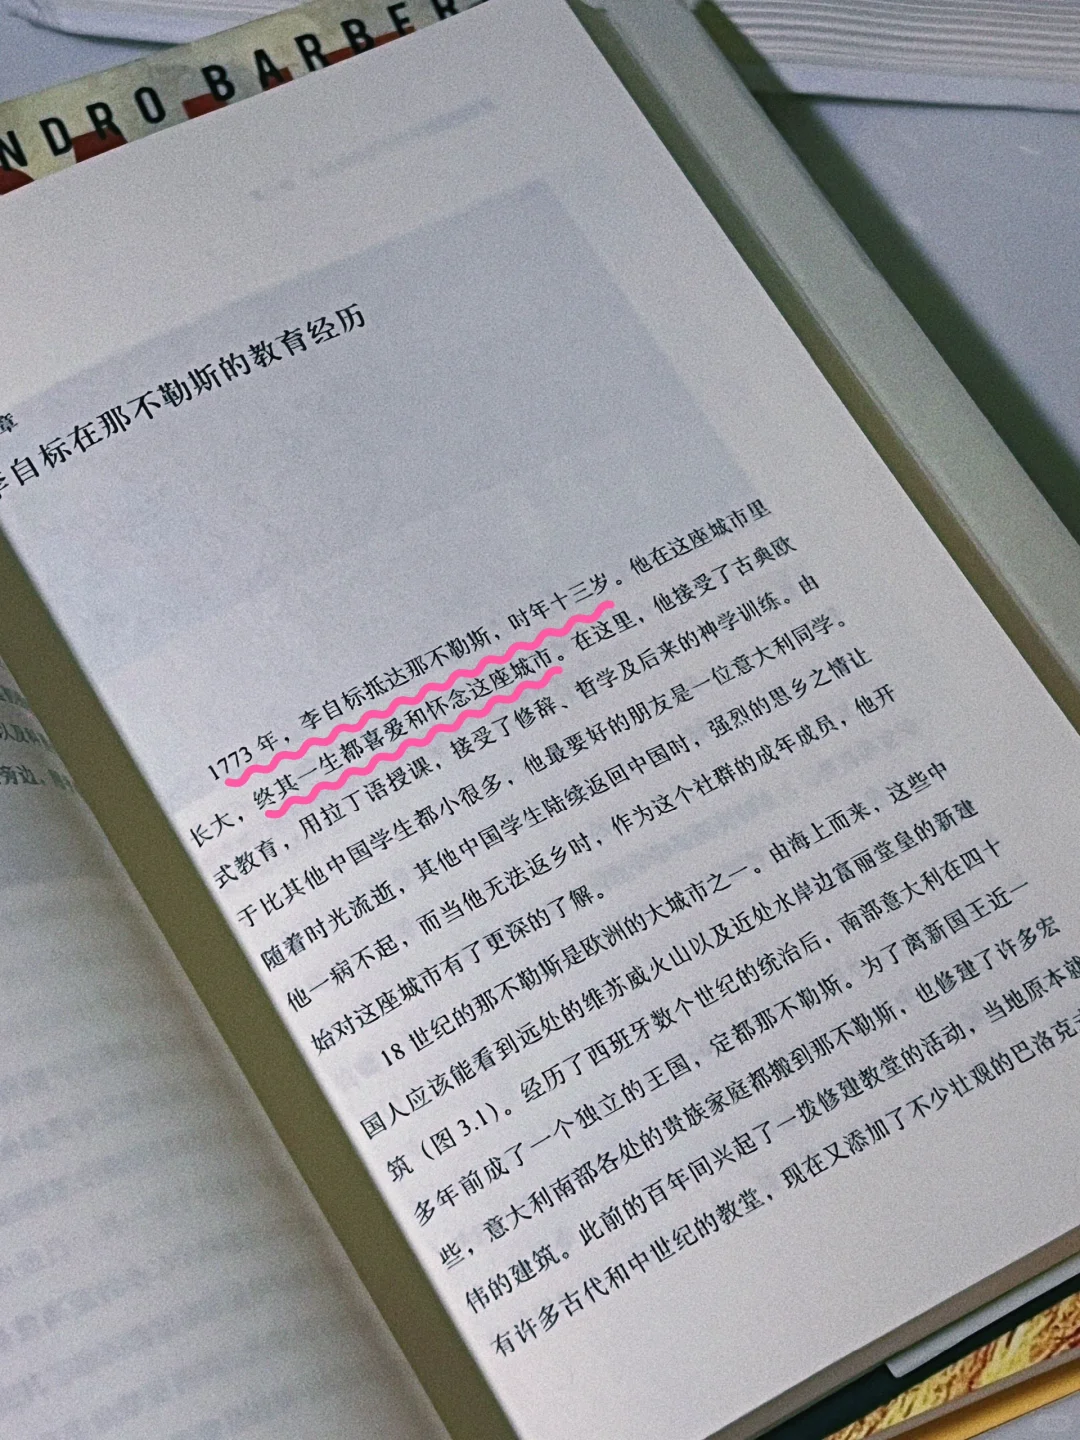 NDRO BARBER
章
李自标在那不勒斯的教育经历
1773 年，李自标抵达那不勒斯，时年十三岁。他在这座城市里
长大，终其一生都喜爱和怀念这座城市。在这里，他接受了古典欧
式教育，用拉丁语授课，接受了修辞、哲学及后来的神学训练。由
于比其他中国学生都小很多，他最要好的朋友是一位意大利同学。
随着时光流逝，其他中国学生陆续返回中国时，强烈的思乡之情让
他一病不起，而当他无法返乡时，作为这个社群的成年成员，他开
始对这座城市有了更深的了解。
18 世纪的那不勒斯是欧洲的大城市之一。由海上而来，这些中
国人应该能看到远处的维苏威火山以及近处水岸边富丽堂皇的新建
筑（图 3.1）。经历了西班牙数个世纪的统治后，南部意大利在四十
多年前成了一个独立的王国，定都那不勒斯。为了离新国王近一
些，意大利南部各处的贵族家庭都搬到那不勒斯，也修建了许多宏
伟的建筑。此前的百年间兴起了一拨修建教堂的活动，当地原本就
有许多古代和中世纪的教堂，现在又添加了不少壮观的巴洛克